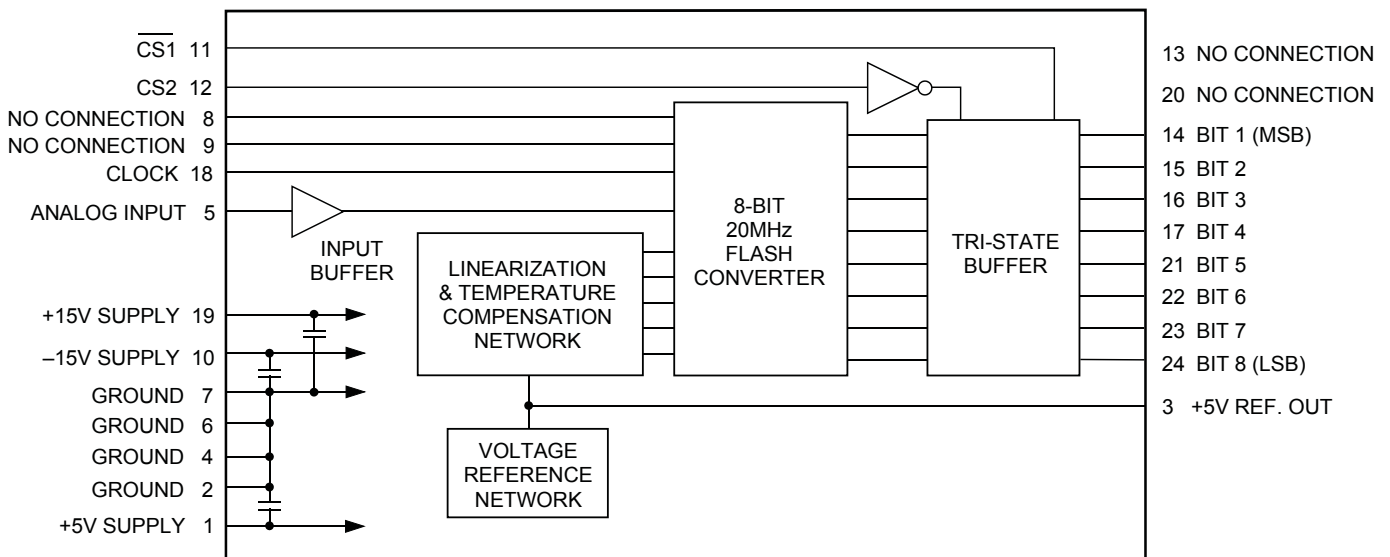 C̅S̅1̅ 11
CS2 12
NO CONNECTION 8
NO CONNECTION 9
CLOCK 18
ANALOG INPUT 5
INPUT
BUFFER
+15V SUPPLY 19
–15V SUPPLY 10
GROUND 7
GROUND 6
GROUND 4
GROUND 2
+5V SUPPLY 1
LINEARIZATION
& TEMPERATURE
COMPENSATION
NETWORK
VOLTAGE
REFERENCE
NETWORK
8-BIT
20MHz
FLASH
CONVERTER
TRI-STATE
BUFFER
13 NO CONNECTION
20 NO CONNECTION
14 BIT 1 (MSB)
15 BIT 2
16 BIT 3
17 BIT 4
21 BIT 5
22 BIT 6
23 BIT 7
24 BIT 8 (LSB)
3 +5V REF. OUT